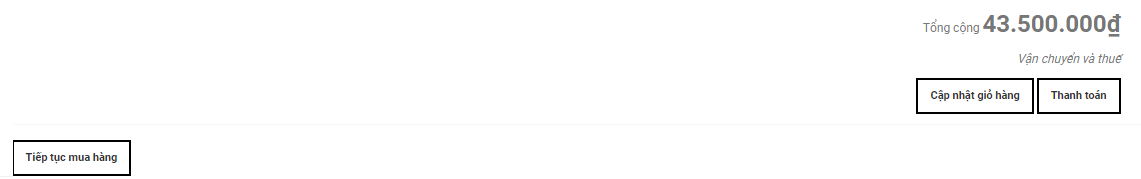 Tổng cộng 43.500.000₫
Vận chuyển và thuế
Cập nhật giỏ hàng Thanh toán
Tiếp tục mua hàng